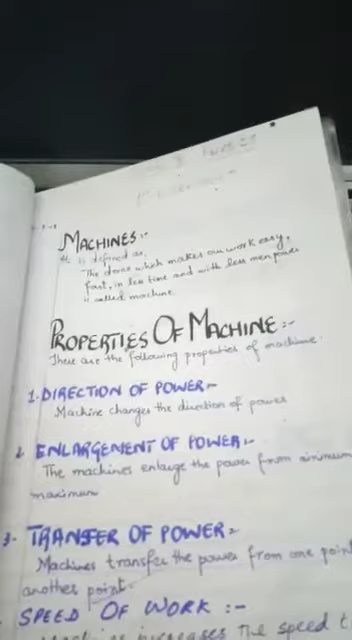 MACHINES:-
It is defined as,
The device which makes our work easy,
fast, in less time and with less men power
is called machine.
PROPERTIES OF MACHINE:-
There are the following properties of machine.
1. DIRECTION OF POWER:-
Machine changes the direction of power
2. ENLARGEMENT OF POWER:-
The machines enlarge the power from minimum
maximum
3- TRANSFER OF POWER:-
Machines transfer the power from one point
another point.
SPEED OF WORK :-
increases the speed